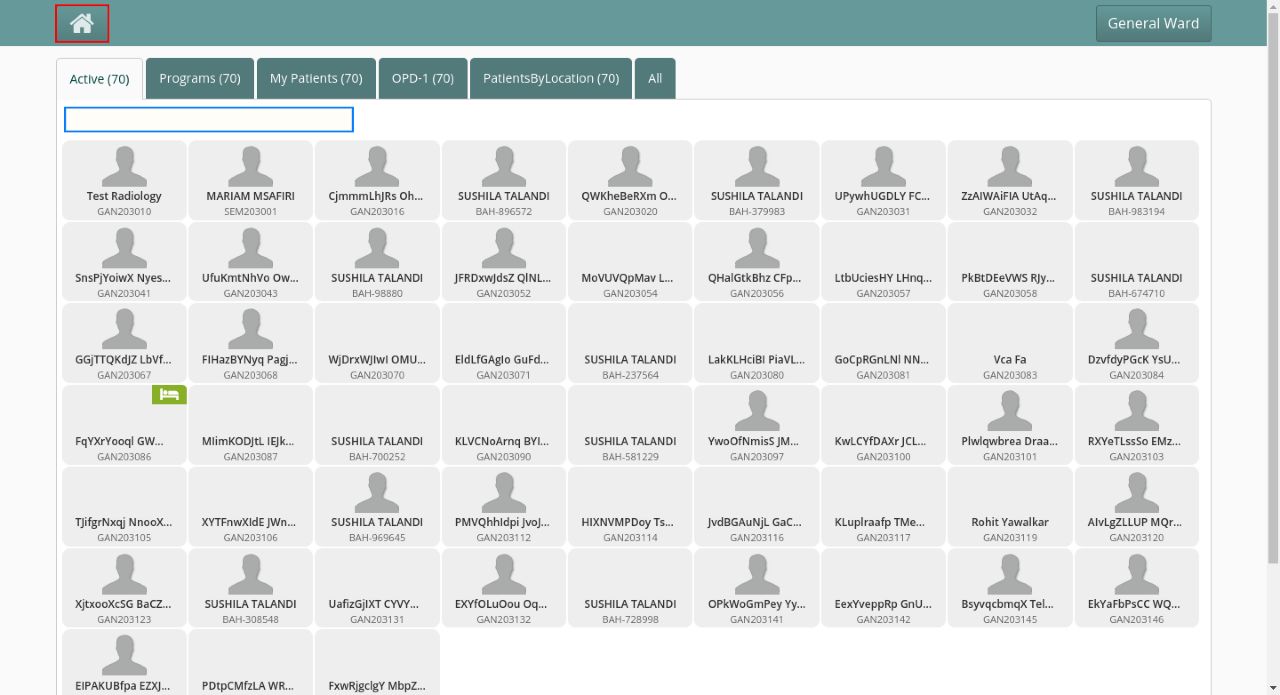 General Ward
Active (70)
Programs (70)
My Patients (70)
OPD-1 (70)
PatientsByLocation (70)
All
Test Radiology
GAN203010
MARIAM MSAFIRI
SEM203001
CjmmmLhJRs Oh...
GAN203016
SUSHILA TALANDI
BAH-896572
QWKheBeRXm O...
GAN203020
SUSHILA TALANDI
BAH-379983
UPywhUGDLY FC...
GAN203031
ZzAIWAiFIA UtAq...
GAN203032
SUSHILA TALANDI
BAH-983194
SnsPjYoiwX Nyes...
GAN203041
UfuKmtNhVo Ow...
GAN203043
SUSHILA TALANDI
BAH-98880
JFRDxwJdsZ QlNL...
GAN203052
MoVUVQpMav L...
GAN203054
QHalGtkBhz CFp...
GAN203056
LtbUciesHY LHnq...
GAN203057
PkBtDEeVWS RJy...
GAN203058
SUSHILA TALANDI
BAH-674710
GGjTTQKdJZ LbVf...
GAN203067
FIHazBYNyq Pagj...
GAN203068
WjDrxWJIwI OMU...
GAN203070
EldLfGAgIo GuFd...
GAN203071
SUSHILA TALANDI
BAH-237564
LakKLHciBI PiaVL...
GAN203080
GoCpRGnLNl NN...
GAN203081
Vca Fa
GAN203083
DzvfdyPGcK YsU...
GAN203084
FqYXrYooql GW...
GAN203086
MIimKODJtL IEJk...
GAN203087
SUSHILA TALANDI
BAH-700252
KLVCNoArnq BYI...
GAN203090
SUSHILA TALANDI
BAH-581229
YwoOfNmisS JM...
GAN203097
KwLCYfDAXr JCL...
GAN203100
Plwlqwbrea Draa...
GAN203101
RXYeTLssSo EMz...
GAN203103
TJifgrNxqj NnooX...
GAN203105
XYTFnwXIdE JWn...
GAN203106
SUSHILA TALANDI
BAH-969645
PMVQhhIdpi JvoJ...
GAN203112
HIXNVMPDoy Ts...
GAN203114
JvdBGAuNjL GaC...
GAN203116
KLuplraafp TMe...
GAN203117
Rohit Yawalkar
GAN203119
AIvLgZLLUP MQr...
GAN203120
XjtxooXcSG BaCZ...
GAN203123
SUSHILA TALANDI
BAH-308548
UafizGjIXT CYVY...
GAN203131
EXYfOLuOou Oq...
GAN203132
SUSHILA TALANDI
BAH-728998
OPkWoGmPey Yy...
GAN203141
EexYveppRp GnU...
GAN203142
BsyvqcbmqX Tel...
GAN203145
EkYaFbPsCC WQ...
GAN203146
EIPAKUBfpa EZXJ...
PDtpCMfzLA WR...
FxwRjgclgY MbpZ...